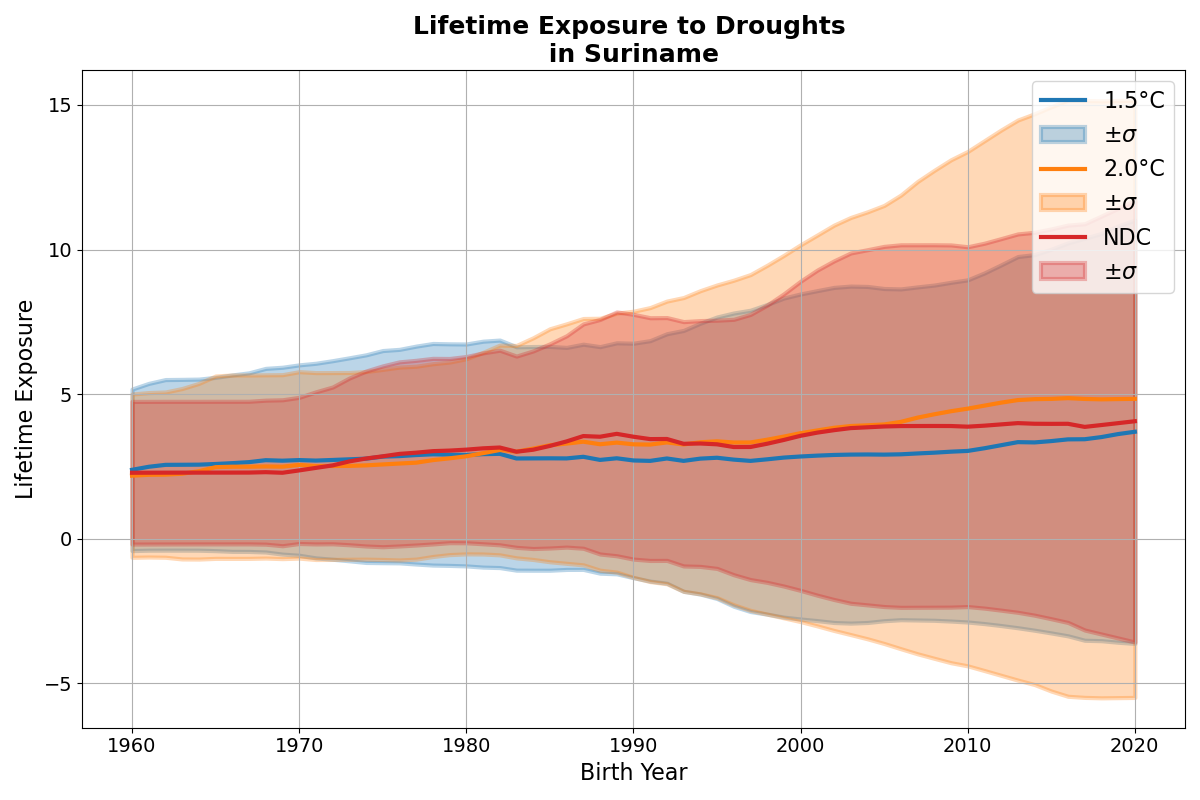 Lifetime Exposure to Droughts
in Suriname
1.5°C
±σ
2.0°C
±σ
NDC
±σ
Lifetime Exposure
15
10
5
0
−5
1960
1970
1980
1990
2000
2010
2020
Birth Year